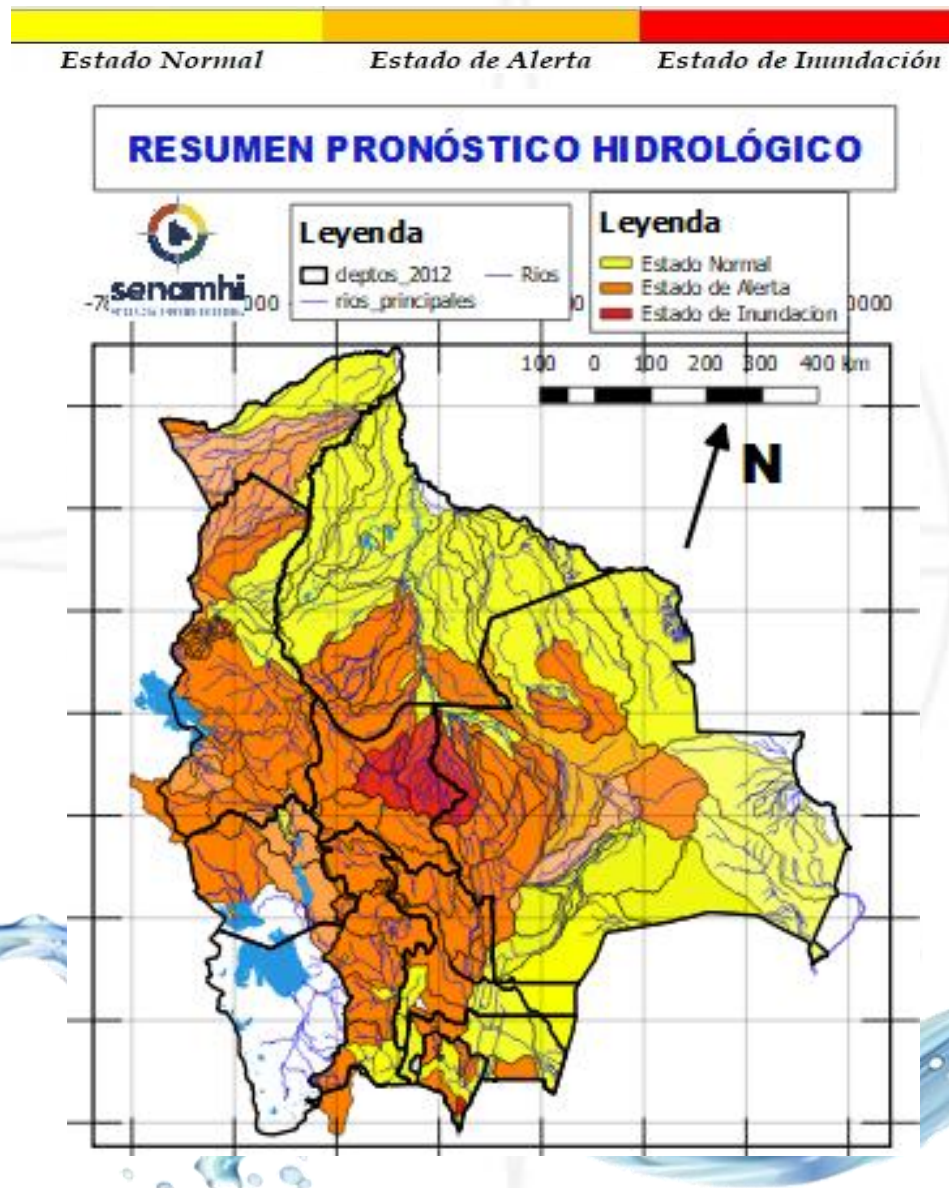 Estado Normal Estado de Alerta Estado de Inundación
RESUMEN PRONÓSTICO HIDROLÓGICO
senamhi
Leyenda
deptos_2012 Rios
rios_principales
Leyenda
Estado Normal
Estado de Alerta
Estado de Inundacion
100 0 100 200 300 400 km
N